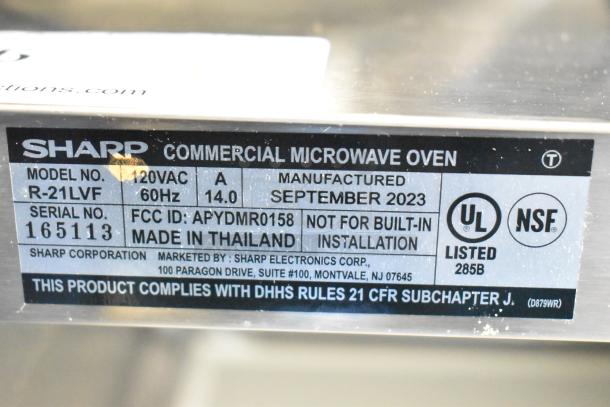 ctions.com
SHARP COMMERCIAL MICROWAVE OVEN T
MODEL NO. R-21LVF
120VAC 60Hz
A 14.0
MANUFACTURED SEPTEMBER 2023
SERIAL NO. 165113
FCC ID: APYDMR0158
MADE IN THAILAND
NOT FOR BUILT-IN INSTALLATION
UL LISTED 285B
NSF
SHARP CORPORATION MARKETED BY : SHARP ELECTRONICS CORP.,
100 PARAGON DRIVE, SUITE #100, MONTVALE, NJ 07645
THIS PRODUCT COMPLIES WITH DHHS RULES 21 CFR SUBCHAPTER J. (D879WR)